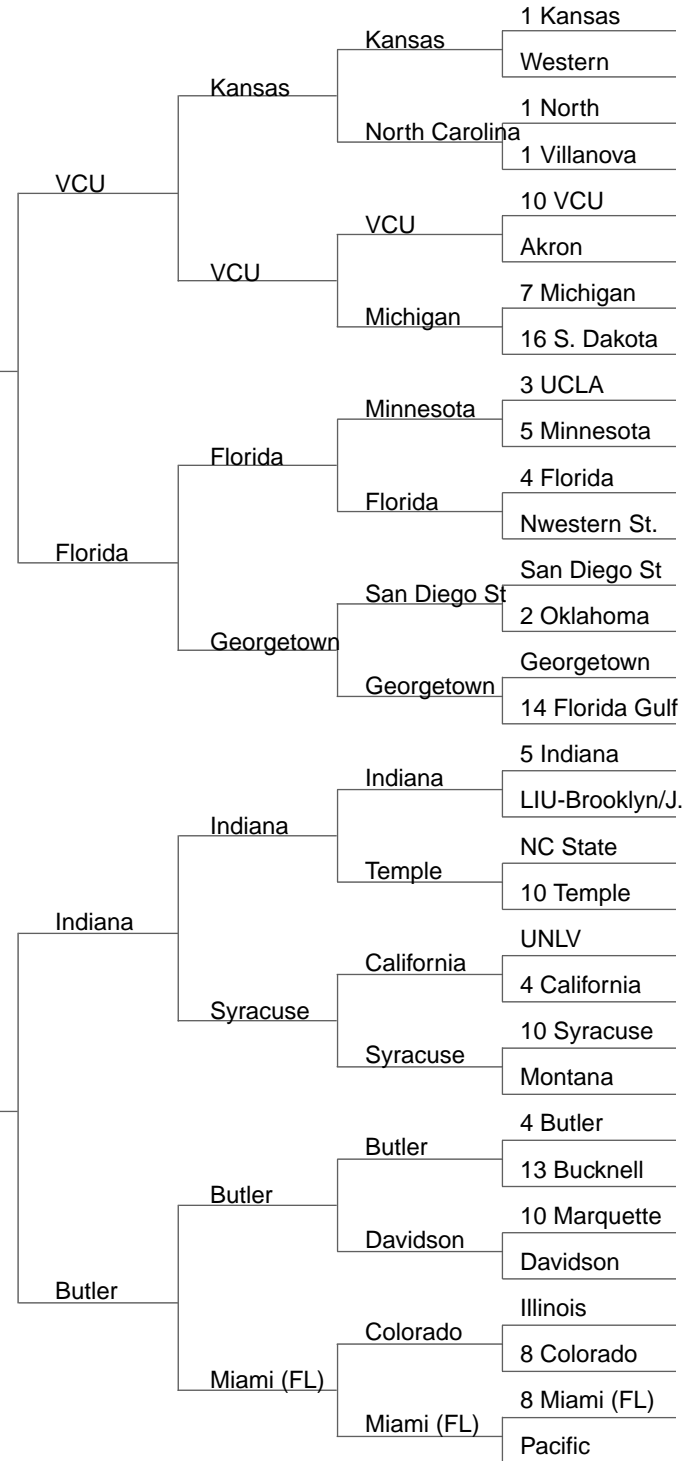 1 Kansas
Kansas
Western
Kansas
1 North
North Carolina
1 Villanova
VCU
10 VCU
VCU
Akron
VCU
7 Michigan
Michigan
16 S. Dakota
3 UCLA
Minnesota
5 Minnesota
Florida
4 Florida
Florida
Nwestern St.
Florida
San Diego St
San Diego St
2 Oklahoma
Georgetown
Georgetown
Georgetown
14 Florida Gulf
5 Indiana
Indiana
LIU-Brooklyn/J.
Indiana
NC State
Temple
10 Temple
Indiana
UNLV
California
4 California
Syracuse
10 Syracuse
Syracuse
Montana
4 Butler
Butler
13 Bucknell
Butler
10 Marquette
Davidson
Davidson
Butler
Illinois
Colorado
8 Colorado
Miami (FL)
8 Miami (FL)
Miami (FL)
Pacific